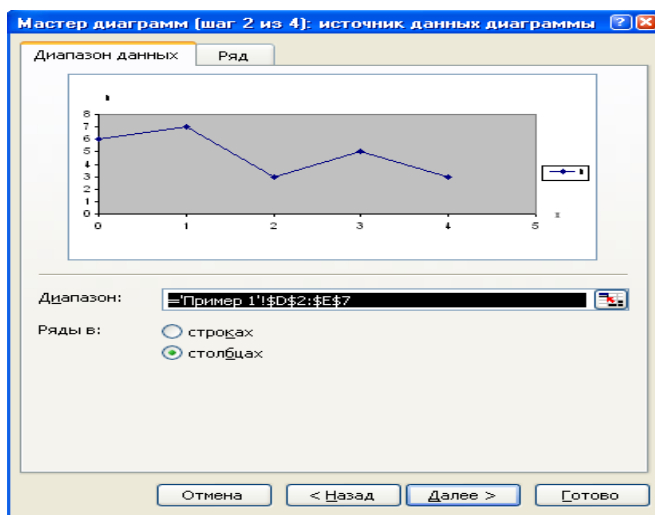 Мастер диаграмм (шаг 2 из 4): источник данных диаграммы
Диапазон данных Ряд
8
7
6
5
4
3
2
1
0
0 1 2 3 4 5
Диапазон: ='Пример 1'!$D$2:$E$7
Ряды в: строках
столбцах
Отмена < Назад Далее > Готово